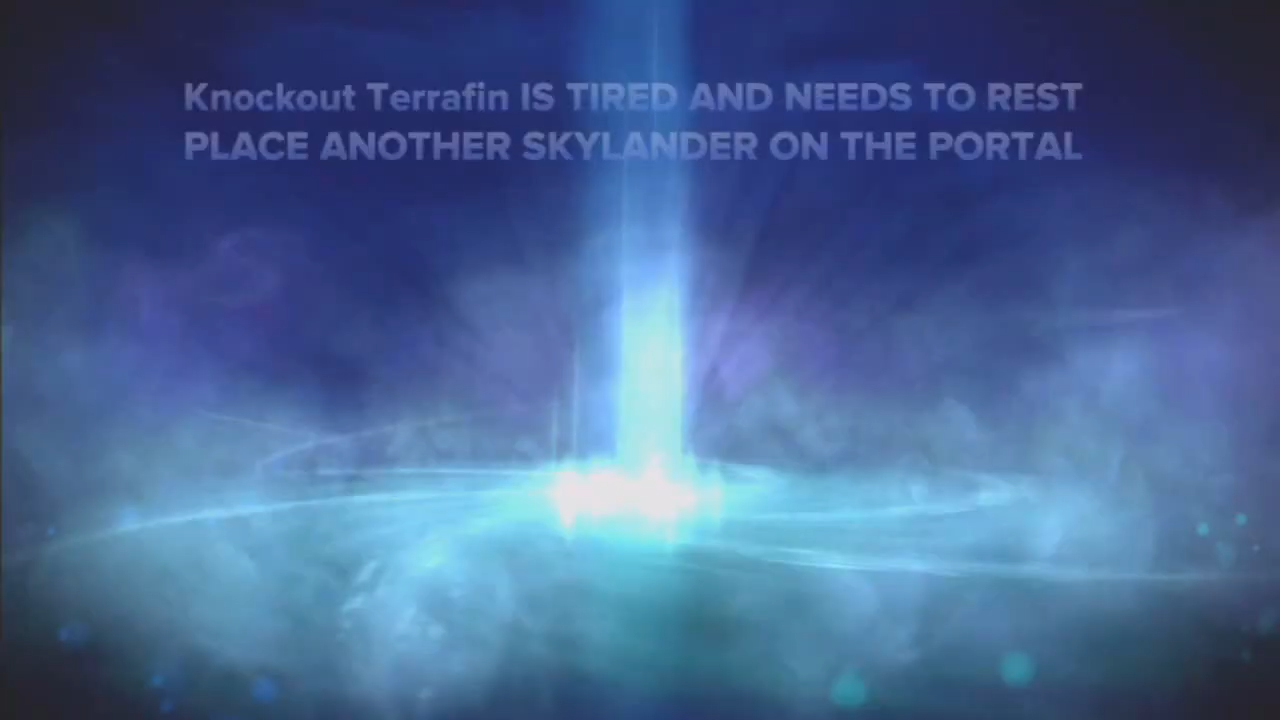 Knockout Terrafin IS TIRED AND NEEDS TO REST
PLACE ANOTHER SKYLANDER ON THE PORTAL